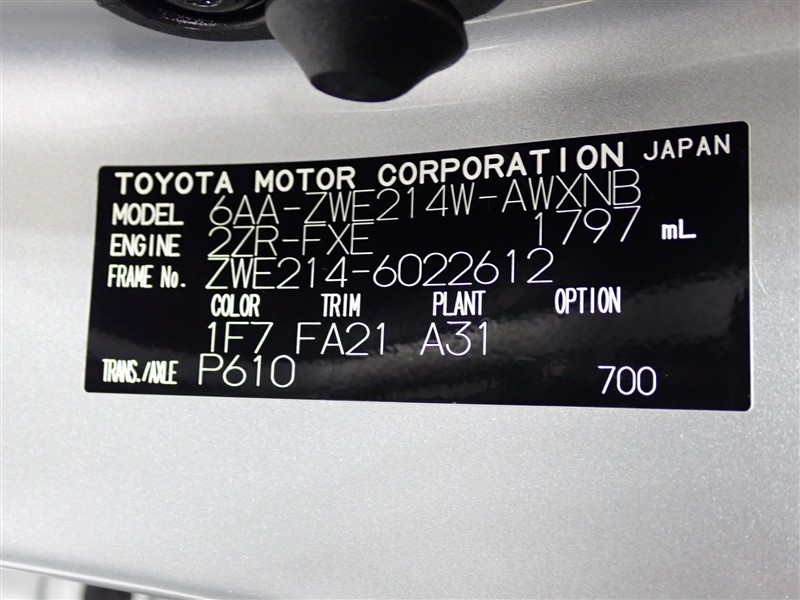 TOYOTA MOTOR CORPORATION JAPAN
MODEL 6AA-ZWE214W-AWXNB
ENGINE 2ZR-FXE 1797 mL
FRAME No. ZWE214-6022612
COLOR TRIM PLANT OPTION
1F7 FA21 A31
TRANS./AXLE P610 700